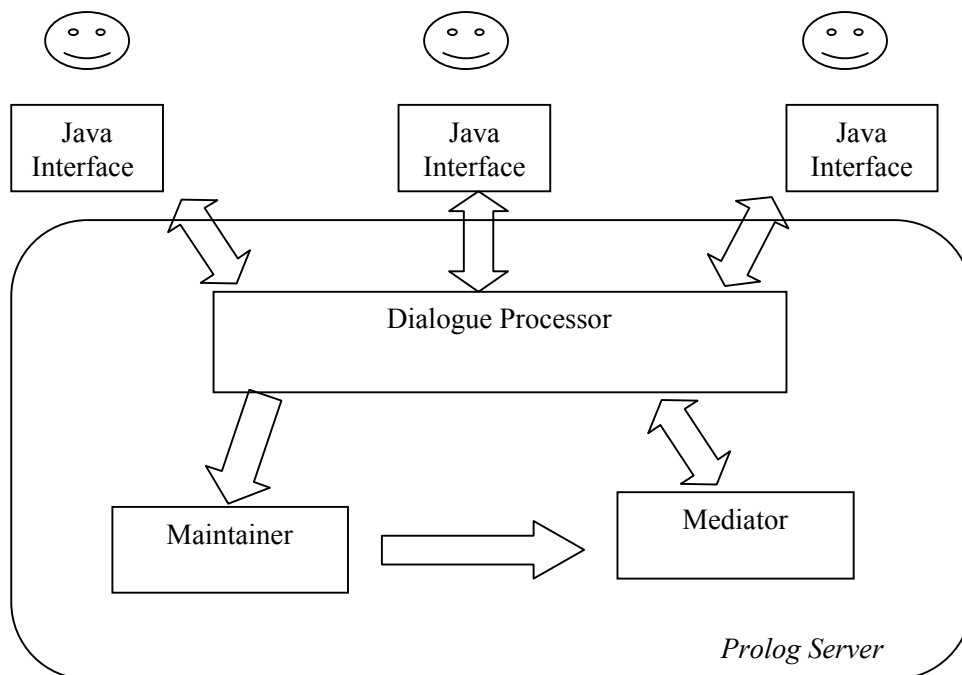 Java
Interface
Java
Interface
Java
Interface
Dialogue Processor
Maintainer
Mediator
Prolog Server